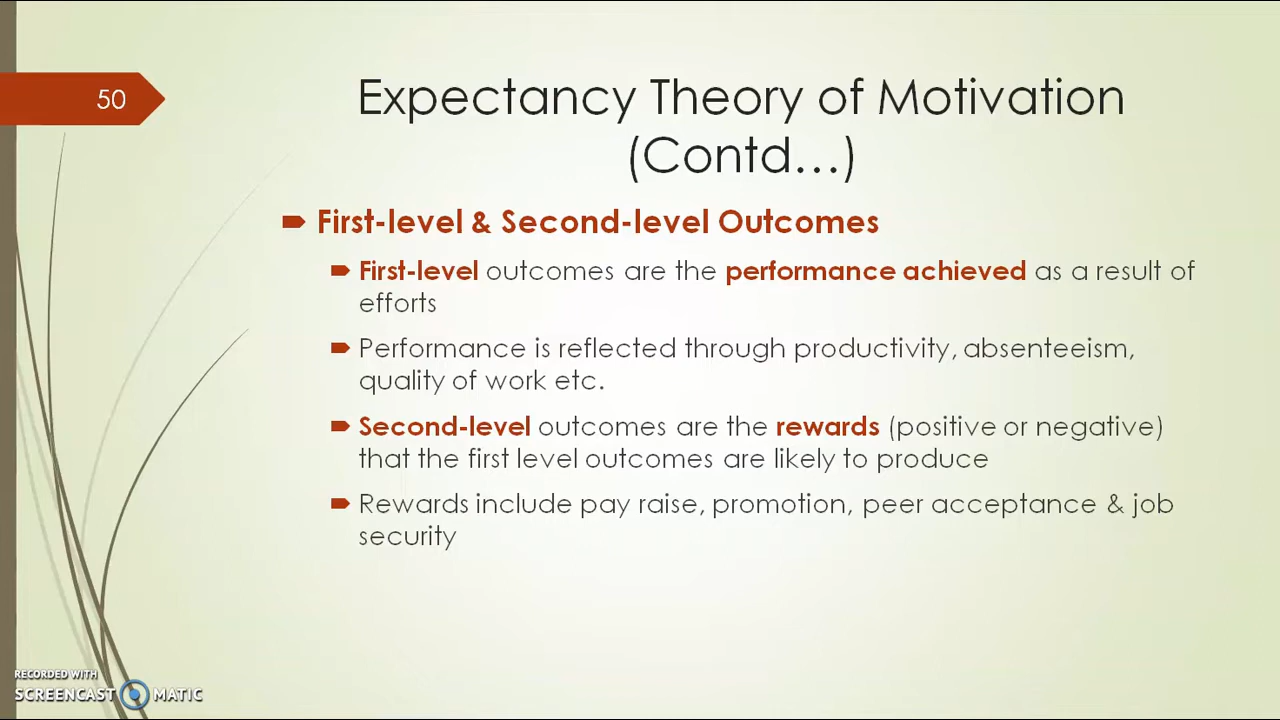 50
Expectancy Theory of Motivation
(Contd...)
First-level & Second-level Outcomes
First-level outcomes are the performance achieved as a result of
efforts
Performance is reflected through productivity, absenteeism,
quality of work etc.
Second-level outcomes are the rewards (positive or negative)
that the first level outcomes are likely to produce
Rewards include pay raise, promotion, peer acceptance & job
security
RECORDED WITH
SCREENCAST MATIC